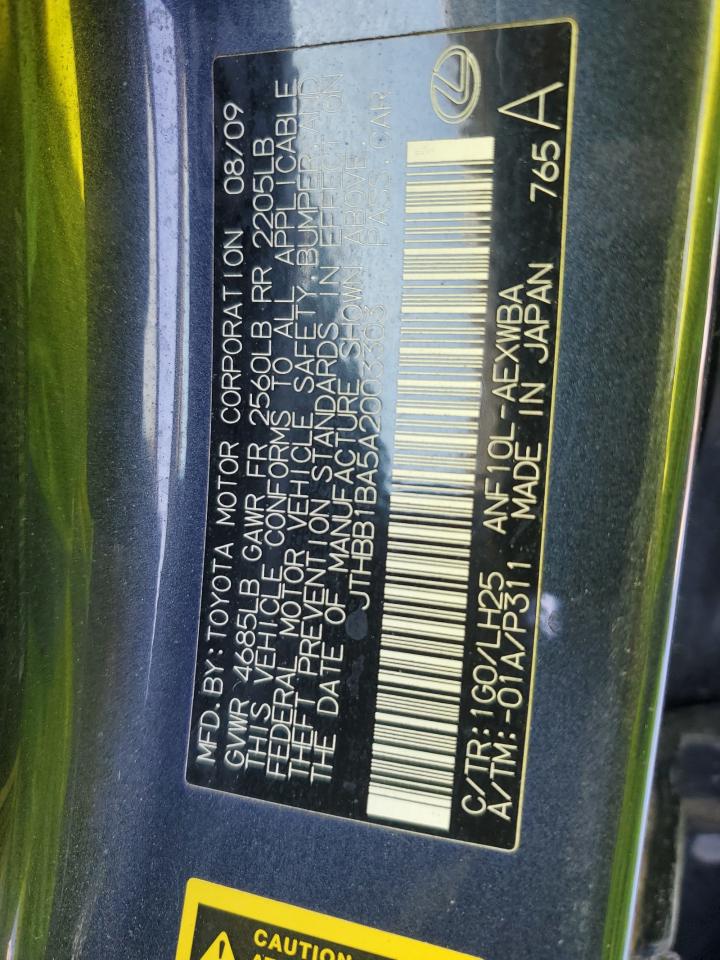 MFD. BY: TOYOTA MOTOR CORPORATION 08/09
GVWR 4685LB GAWR FR 2560LB RR 2205LB
THIS VEHICLE CONFORMS TO ALL APPLICABLE
FEDERAL MOTOR VEHICLE SAFETY, BUMPER, AND
THEFT PREVENTION STANDARDS IN EFFECT ON
THE DATE OF MANUFACTURE SHOWN ABOVE.
JTHBB1BA5A2003303 PASS. CAR
C/TR: 1G0/LH25 ANF10L-AEXWBA
A/TM: -01A/P311 MADE IN JAPAN 765 A
CAUTION